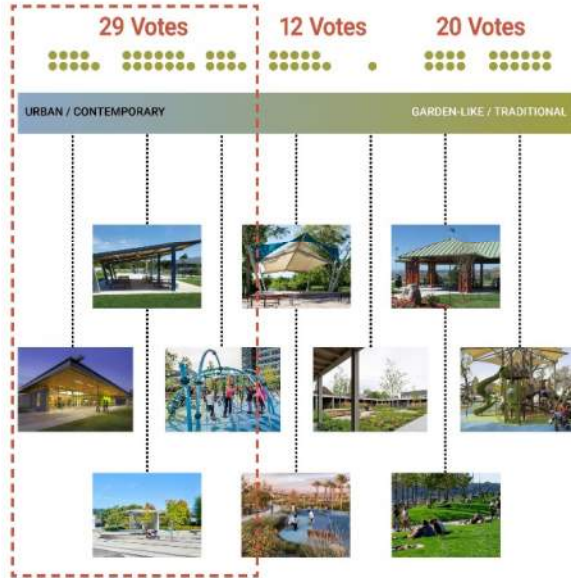 29 Votes
12 Votes
20 Votes
URBAN / CONTEMPORARY
GARDEN-LIKE / TRADITIONAL